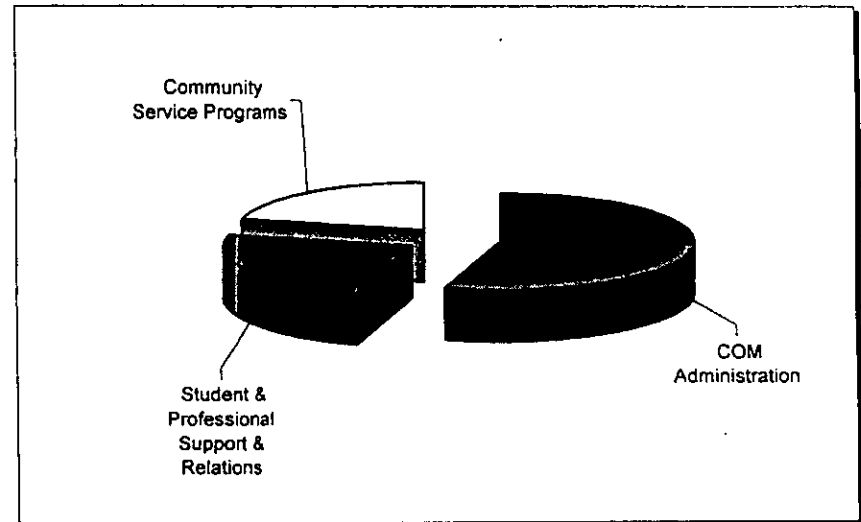 Community
Service Programs
COM
Administration
Student &
Professional
Support &
Relations